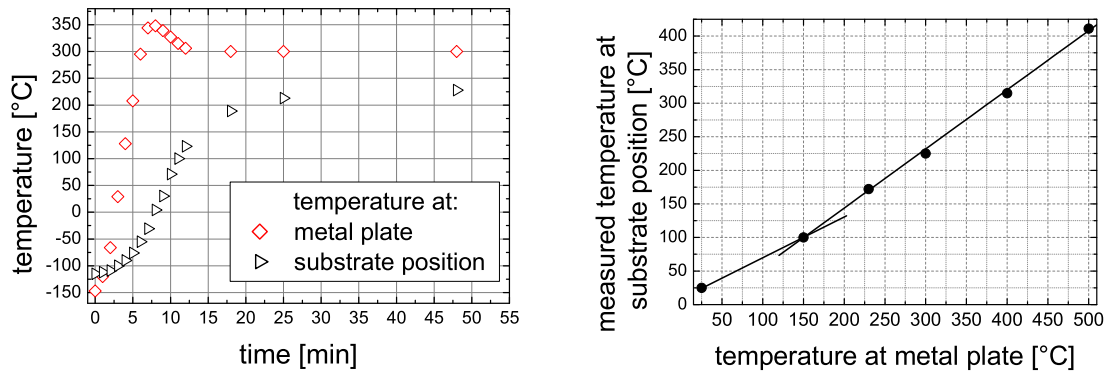 350
300
250
200
150
100
50
0
-50
-100
-150
temperature [°C]
0 5 10 15 20 25 30 35 40 45 50 55
time [min]
temperature at:
metal plate
substrate position
400
350
300
250
200
150
100
50
0
measured temperature at
substrate position [°C]
50 100 150 200 250 300 350 400 450 500
temperature at metal plate [°C]